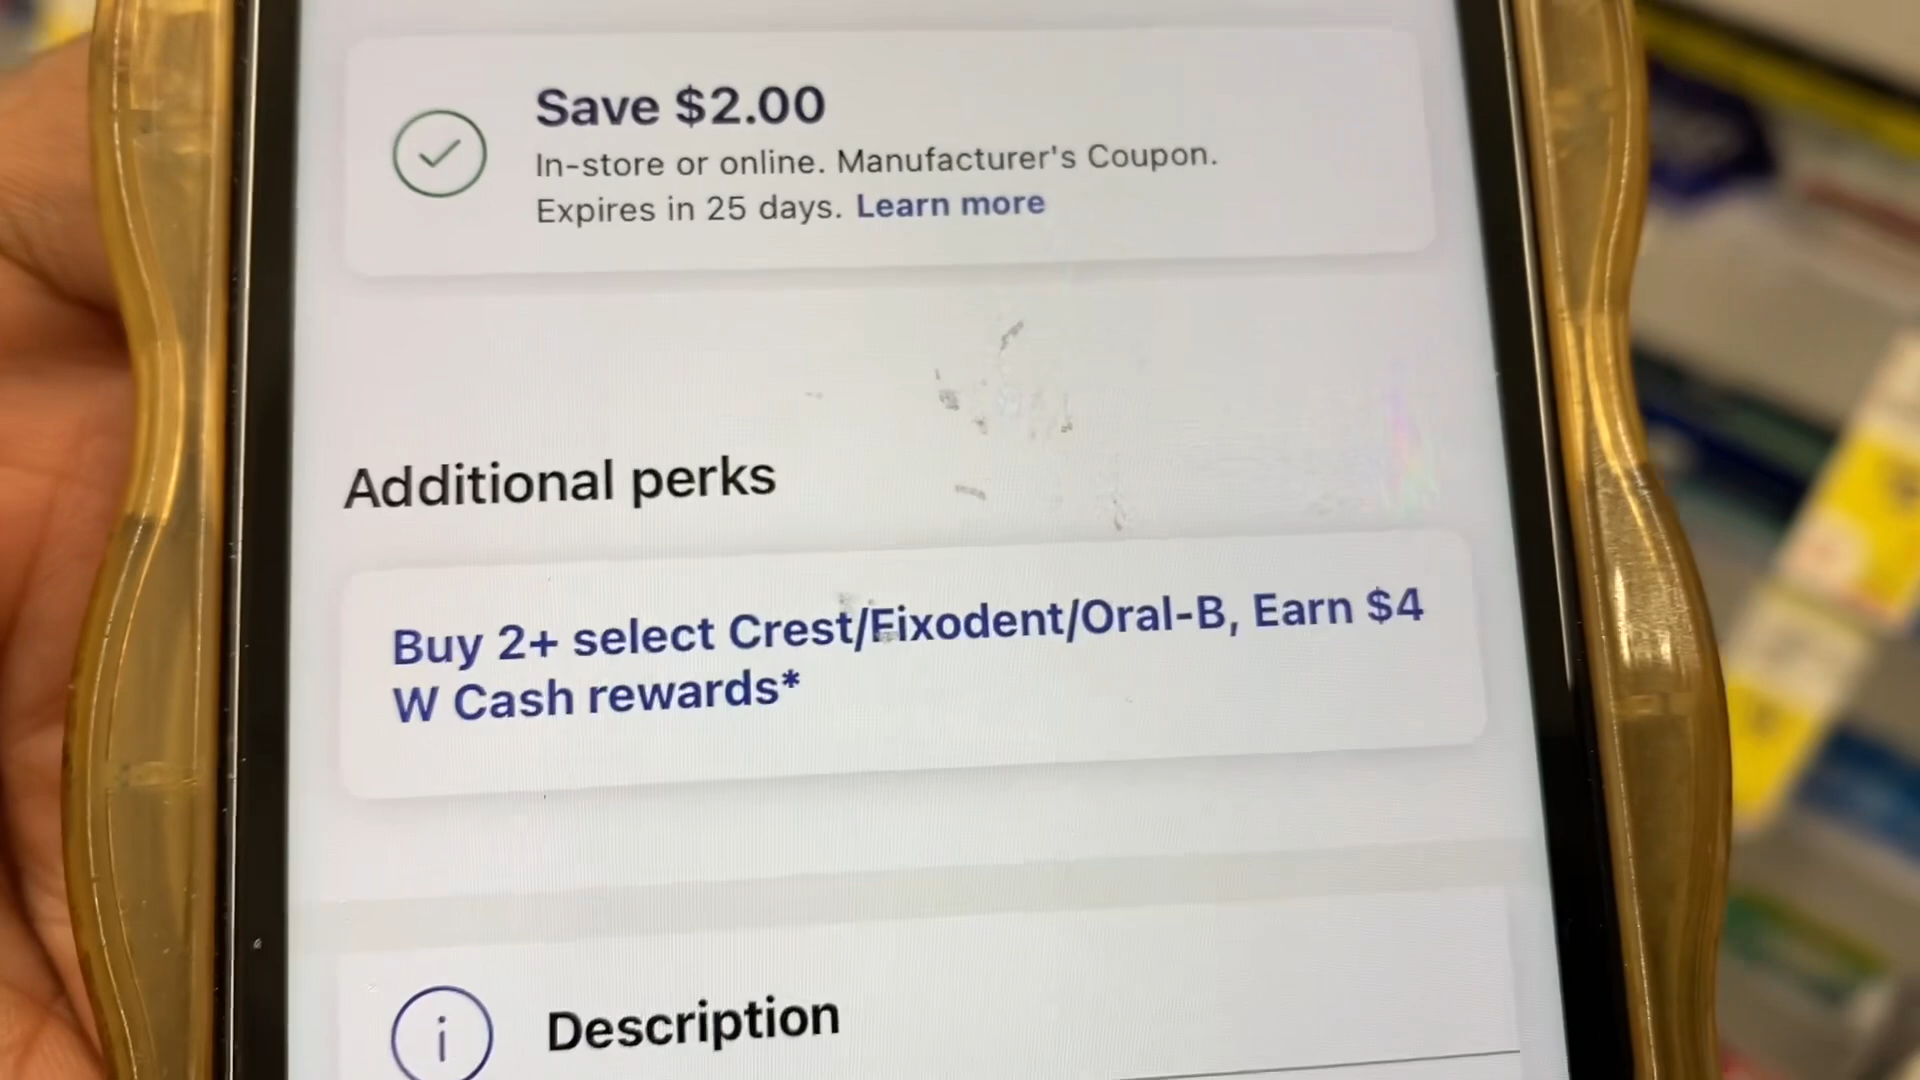 Save $2.00
In-store or online. Manufacturer's Coupon.
Expires in 25 days. Learn more
Additional perks
Buy 2+ select Crest/Fixodent/Oral-B, Earn $4
W Cash rewards*
Description